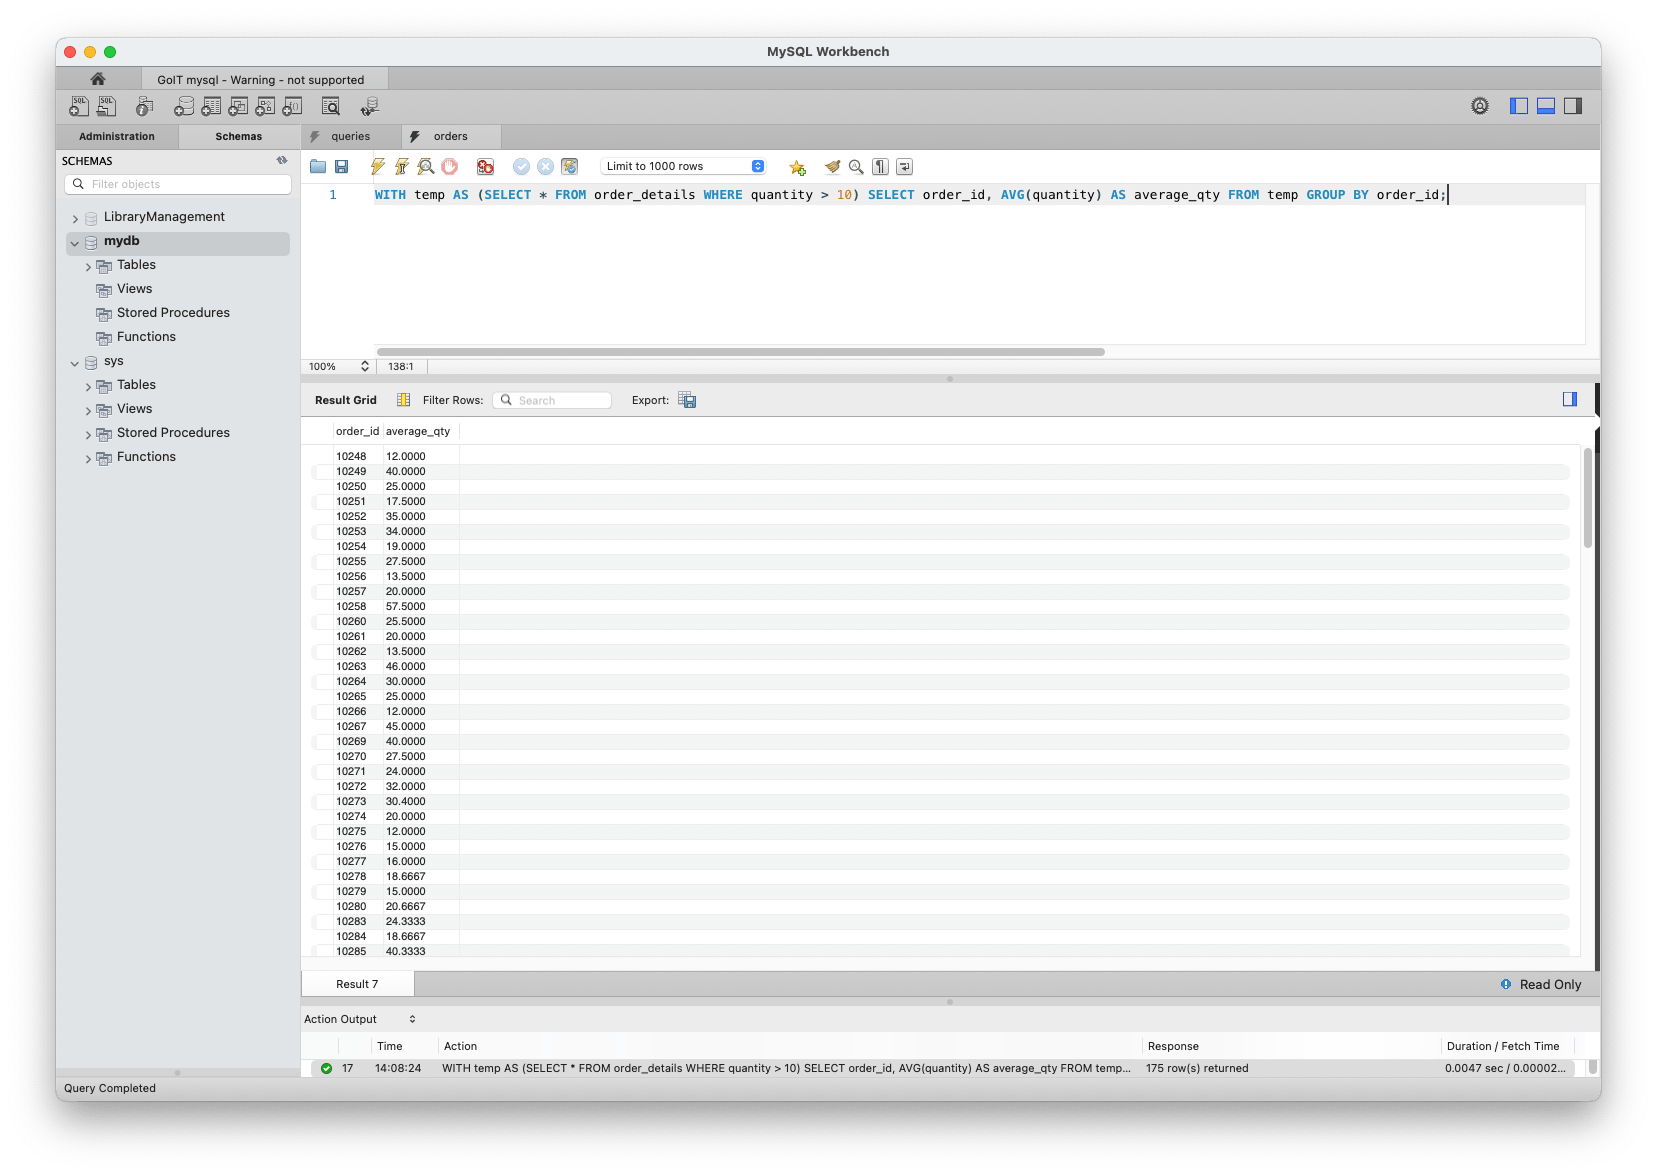 MySQL Workbench
GoIT mysql - Warning - not supported
Administration
Schemas
queries
orders
SCHEMAS
Filter objects
LibraryManagement
mydb
Tables
Views
Stored Procedures
Functions
sys
Tables
Views
Stored Procedures
Functions
Limit to 1000 rows
1 WITH temp AS (SELECT * FROM order_details WHERE quantity > 10) SELECT order_id, AVG(quantity) AS average_qty FROM temp GROUP BY order_id;
100% 138:1
Result Grid Filter Rows: Search Export:
order_id average_qty
10248 12.0000
10249 40.0000
10250 25.0000
10251 17.5000
10252 35.0000
10253 34.0000
10254 19.0000
10255 27.5000
10256 13.5000
10257 20.0000
10258 57.5000
10260 25.5000
10261 20.0000
10262 13.5000
10263 46.0000
10264 30.0000
10265 25.0000
10266 12.0000
10267 45.0000
10269 40.0000
10270 27.5000
10271 24.0000
10272 32.0000
10273 30.4000
10274 20.0000
10275 12.0000
10276 15.0000
10277 16.0000
10278 18.6667
10279 15.0000
10280 20.6667
10283 24.3333
10284 18.6667
10285 40.3333
Result 7
Read Only
Action Output
Time Action Response Duration / Fetch Time
17 14:08:24 WITH temp AS (SELECT * FROM order_details WHERE quantity > 10) SELECT order_id, AVG(quantity) AS average_qty FROM temp... 175 row(s) returned 0.0047 sec / 0.00002...
Query Completed